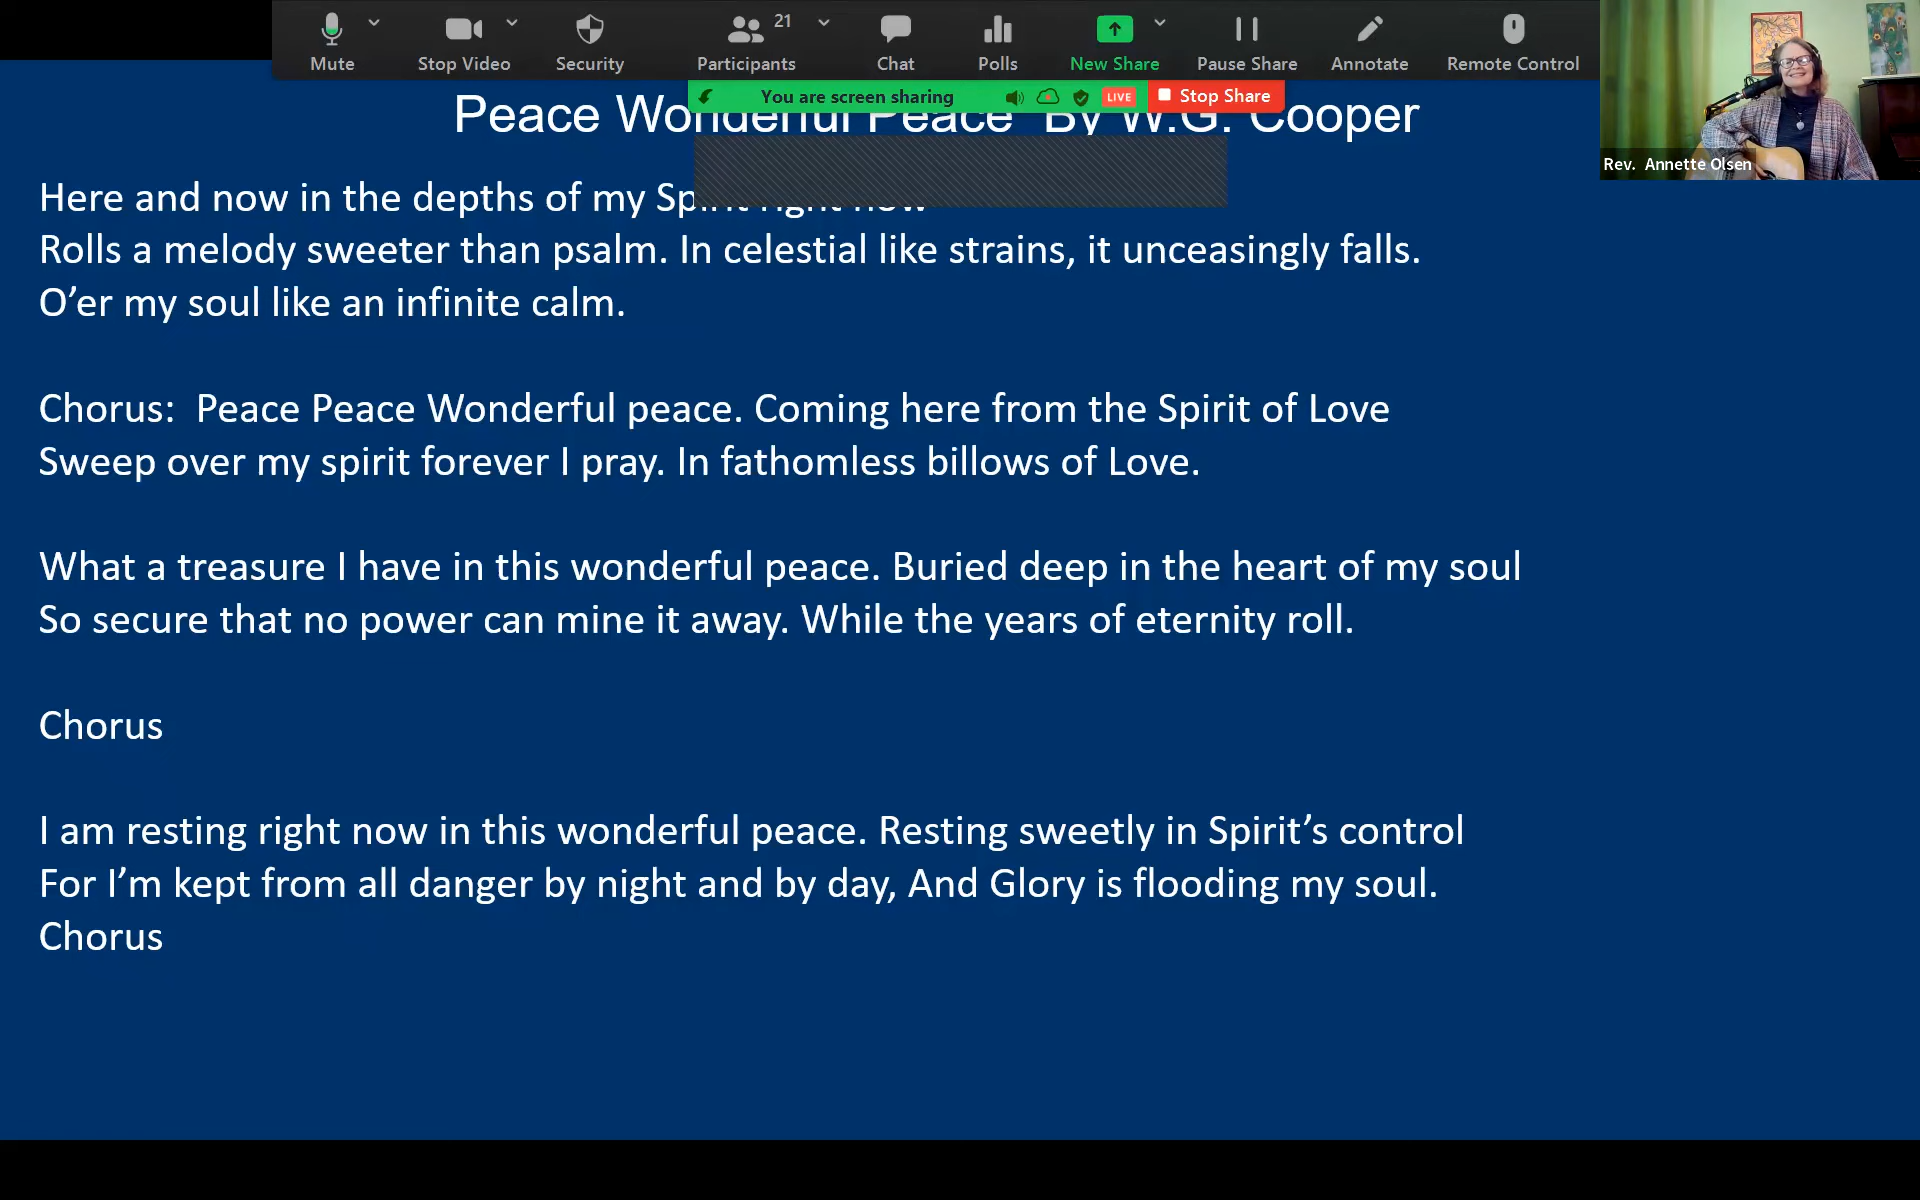 21
Mute
Stop Video
Security
Participants
Chat
Polls
New Share
Pause Share
Annotate
Remote Control
You are screen sharing
LIVE
Stop Share
Rev. Annette Olsen
Peace Wonderful Peace By W.G. Cooper
Here and now in the depths of my Spirit right now
Rolls a melody sweeter than psalm. In celestial like strains, it unceasingly falls.
O’er my soul like an infinite calm.
Chorus: Peace Peace Wonderful peace. Coming here from the Spirit of Love
Sweep over my spirit forever I pray. In fathomless billows of Love.
What a treasure I have in this wonderful peace. Buried deep in the heart of my soul
So secure that no power can mine it away. While the years of eternity roll.
Chorus
I am resting right now in this wonderful peace. Resting sweetly in Spirit’s control
For I’m kept from all danger by night and by day, And Glory is flooding my soul.
Chorus